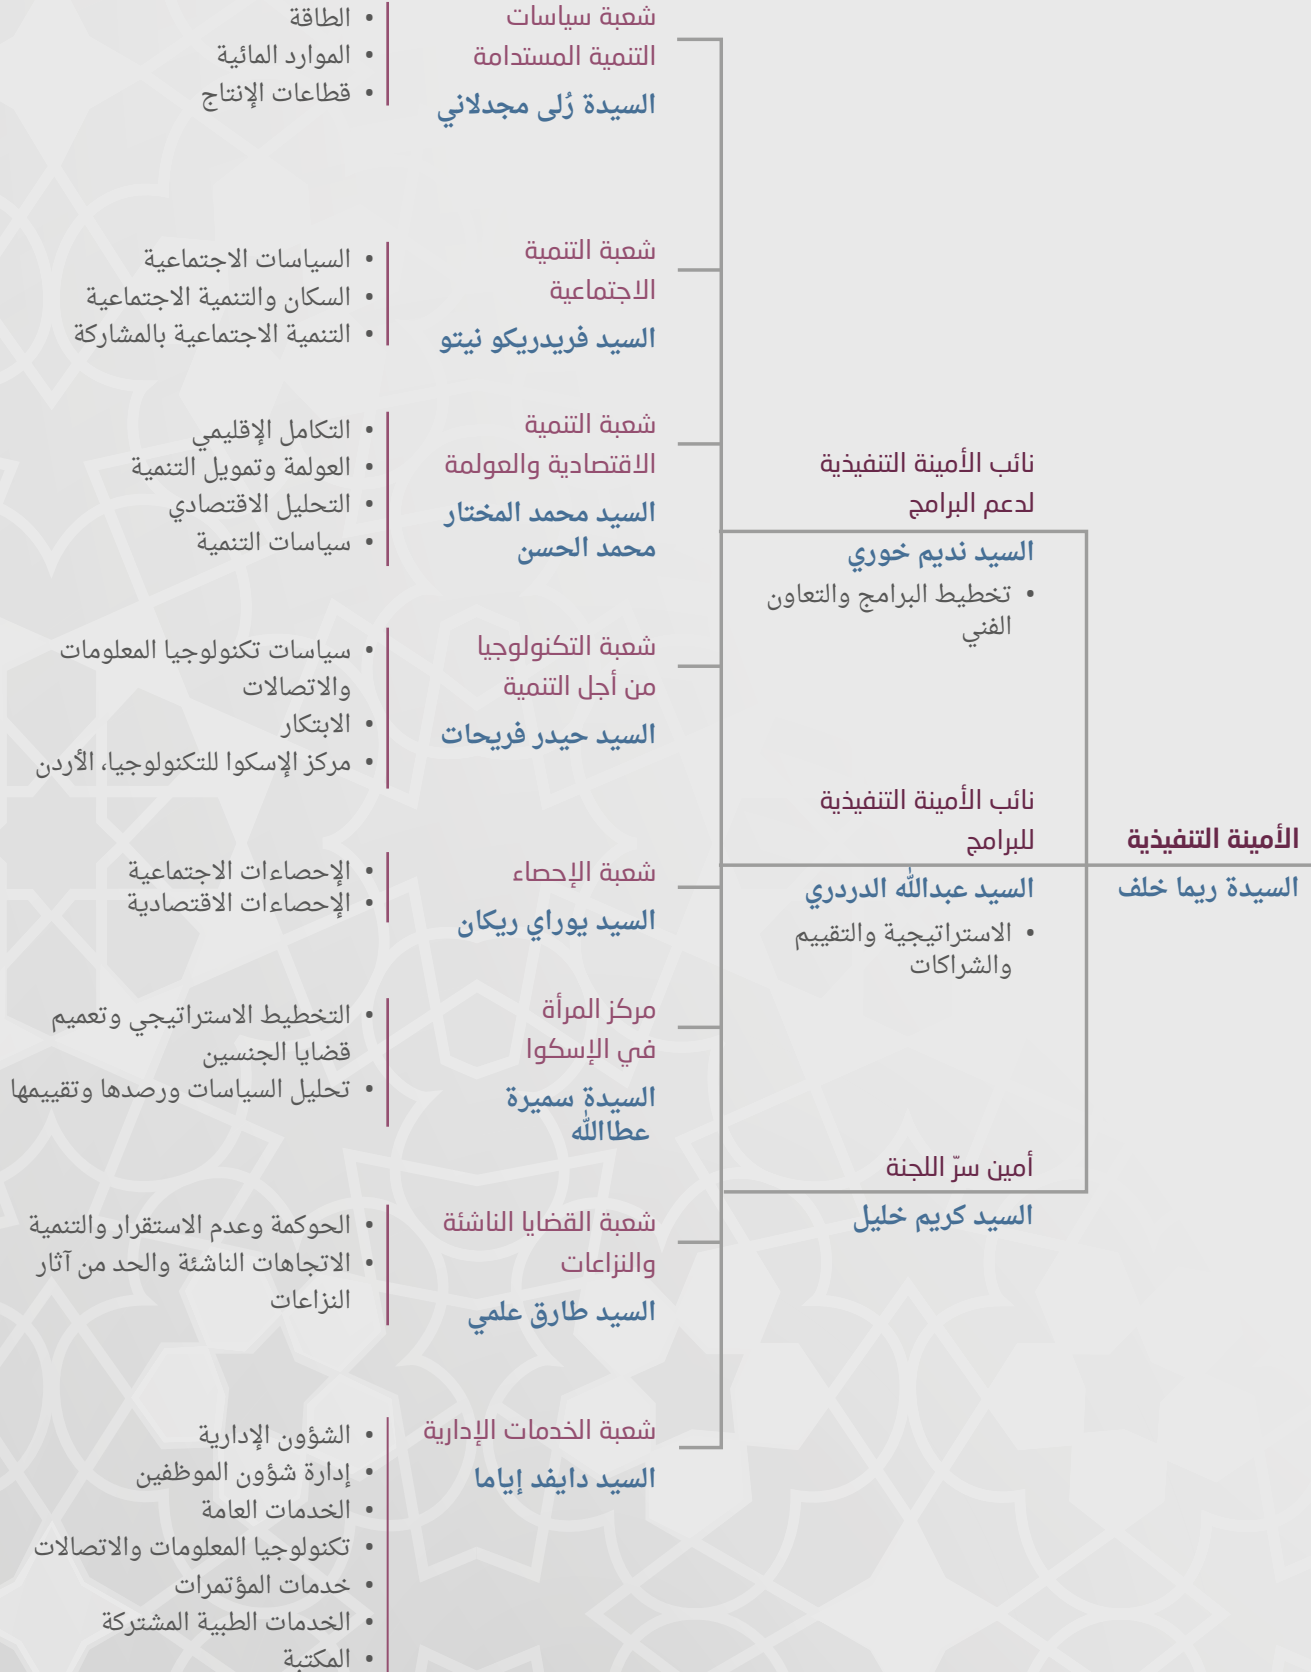 الأمينة التنفيذية
السيدة ريما خلف
نائب الأمينة التنفيذية
لدعم البرامج
السيد نديم خوري
• تخطيط البرامج والتعاون
الفني
نائب الأمينة التنفيذية
للبرامج
السيد عبدالله الدردري
• الاستراتيجية والتقييم
والشراكات
أمين سرّ اللجنة
السيد كريم خليل
شعبة سياسات
التنمية المستدامة
السيدة رُلى مجدلاني
• الطاقة
• الموارد المائية
• قطاعات الإنتاج
شعبة التنمية
الاجتماعية
السيد فريدريكو نيتو
• السياسات الاجتماعية
• السكان والتنمية الاجتماعية
• التنمية الاجتماعية بالمشاركة
شعبة التنمية
الاقتصادية والعولمة
السيد محمد المختار
محمد الحسن
• التكامل الإقليمي
• العولمة وتمويل التنمية
• التحليل الاقتصادي
• سياسات التنمية
شعبة التكنولوجيا
من أجل التنمية
السيد حيدر فريحات
• سياسات تكنولوجيا المعلومات
والاتصالات
• الابتكار
• مركز الإسكوا للتكنولوجيا، الأردن
شعبة الإحصاء
السيد يوراي ريكان
• الإحصاءات الاجتماعية
• الإحصاءات الاقتصادية
مركز المرأة
في الإسكوا
السيدة سميرة
عطاالله
• التخطيط الاستراتيجي وتعميم
قضايا الجنسين
• تحليل السياسات ورصدها وتقييمها
شعبة القضايا الناشئة
والنزاعات
السيد طارق علمي
• الحوكمة وعدم الاستقرار والتنمية
• الاتجاهات الناشئة والحد من آثار
النزاعات
شعبة الخدمات الإدارية
السيد دايفد إياما
• الشؤون الإدارية
• إدارة شؤون الموظفين
• الخدمات العامة
• تكنولوجيا المعلومات والاتصالات
• خدمات المؤتمرات
• الخدمات الطبية المشتركة
• المكتبة